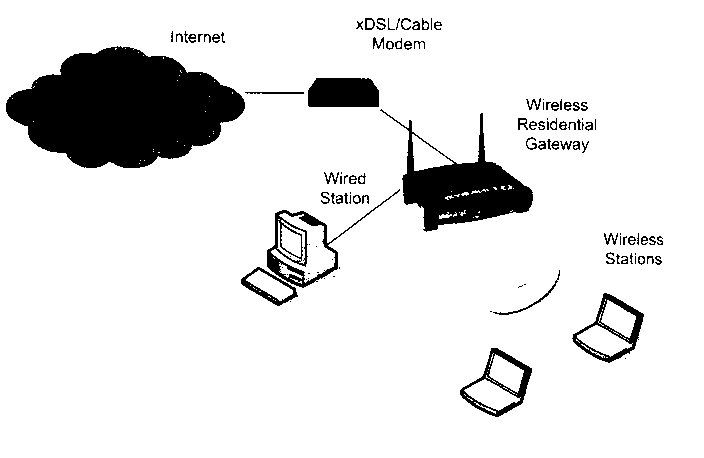 Internet
xDSL/Cable
Modem
Wireless
Residential
Gateway
Wired
Station
Wireless
Stations